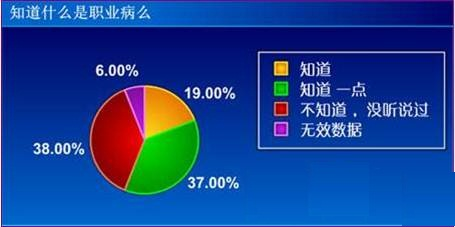 知道什么是职业病么
6.00%
19.00%
38.00%
37.00%
知道
知道 一点
不知道，没听说过
无效数据